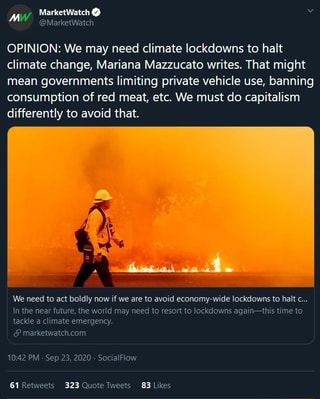 MarketWatch
@MarketWatch
OPINION: We may need climate lockdowns to halt
climate change, Mariana Mazzucato writes. That might
mean governments limiting private vehicle use, banning
consumption of red meat, etc. We must do capitalism
differently to avoid that.
We need to act boldly now if we are to avoid economy-wide lockdowns to halt c...
In the near future, the world may need to resort to lockdowns again—this time to
tackle a climate emergency.
marketwatch.com
10:42 PM · Sep 23, 2020 · SocialFlow
61 Retweets 323 Quote Tweets 83 Likes